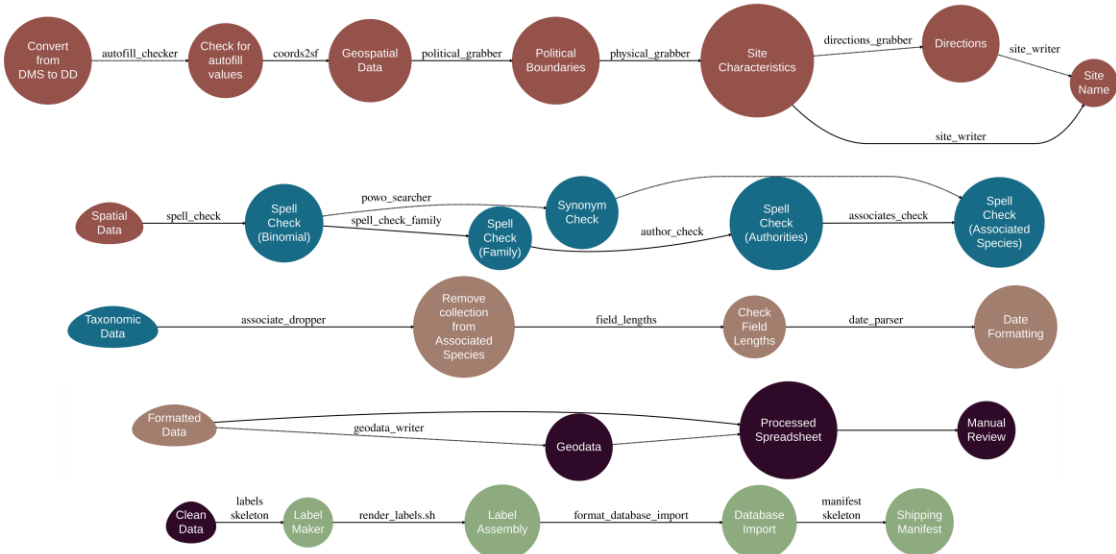 Convert
from
DMS to DD
autofill_checker
Check for
autofill
values
coords2sf
Geospatial
Data
political_grabber
Political
Boundaries
physical_grabber
Site
Characteristics
directions_grabber
Directions
site_writer
Site
Name
site_writer
Spatial
Data
spell_check
Spell
Check
(Binomial)
powo_searcher
spell_check_family
Synonym
Check
Spell
Check
(Family)
author_check
Spell
Check
(Authorities)
associates_check
Spell
Check
(Associated
Species)
Taxonomic
Data
associate_dropper
Remove
collection
from
Associated
Species
field_lengths
Check
Field
Lengths
date_parser
Date
Formatting
Formatted
Data
geodata_writer
Geodata
Processed
Spreadsheet
Manual
Review
Clean
Data
labels
skeleton
Label
Maker
render_labels.sh
Label
Assembly
format_database_import
Database
Import
manifest
skeleton
Shipping
Manifest